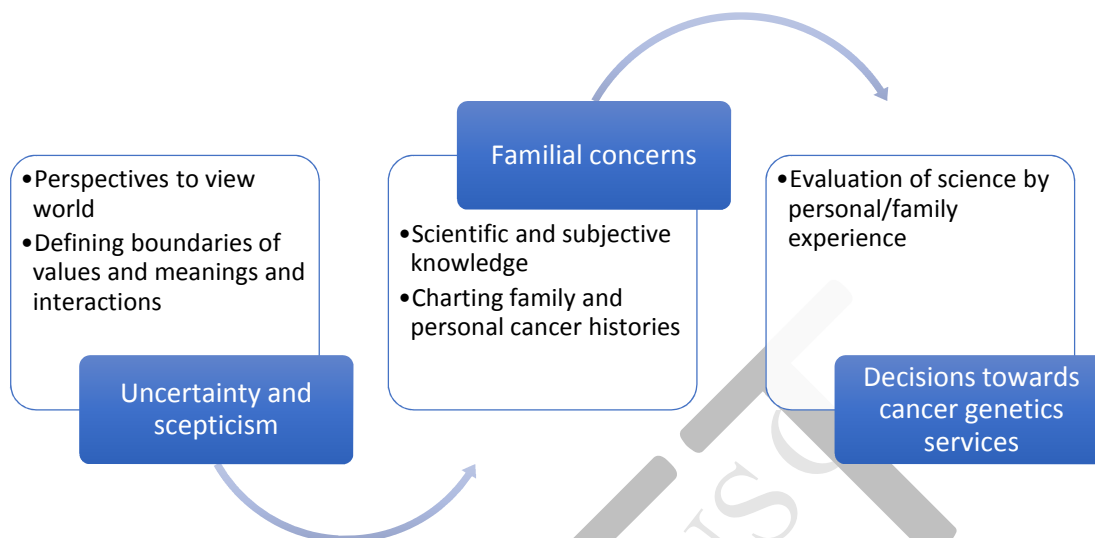 •Perspectives to view
world
•Defining boundaries of
values and meanings and
interactions
Uncertainty and
scepticism
Familial concerns
•Scientific and subjective
knowledge
•Charting family and
personal cancer histories
•Evaluation of science by
personal/family
experience
Decisions towards
cancer genetics
services